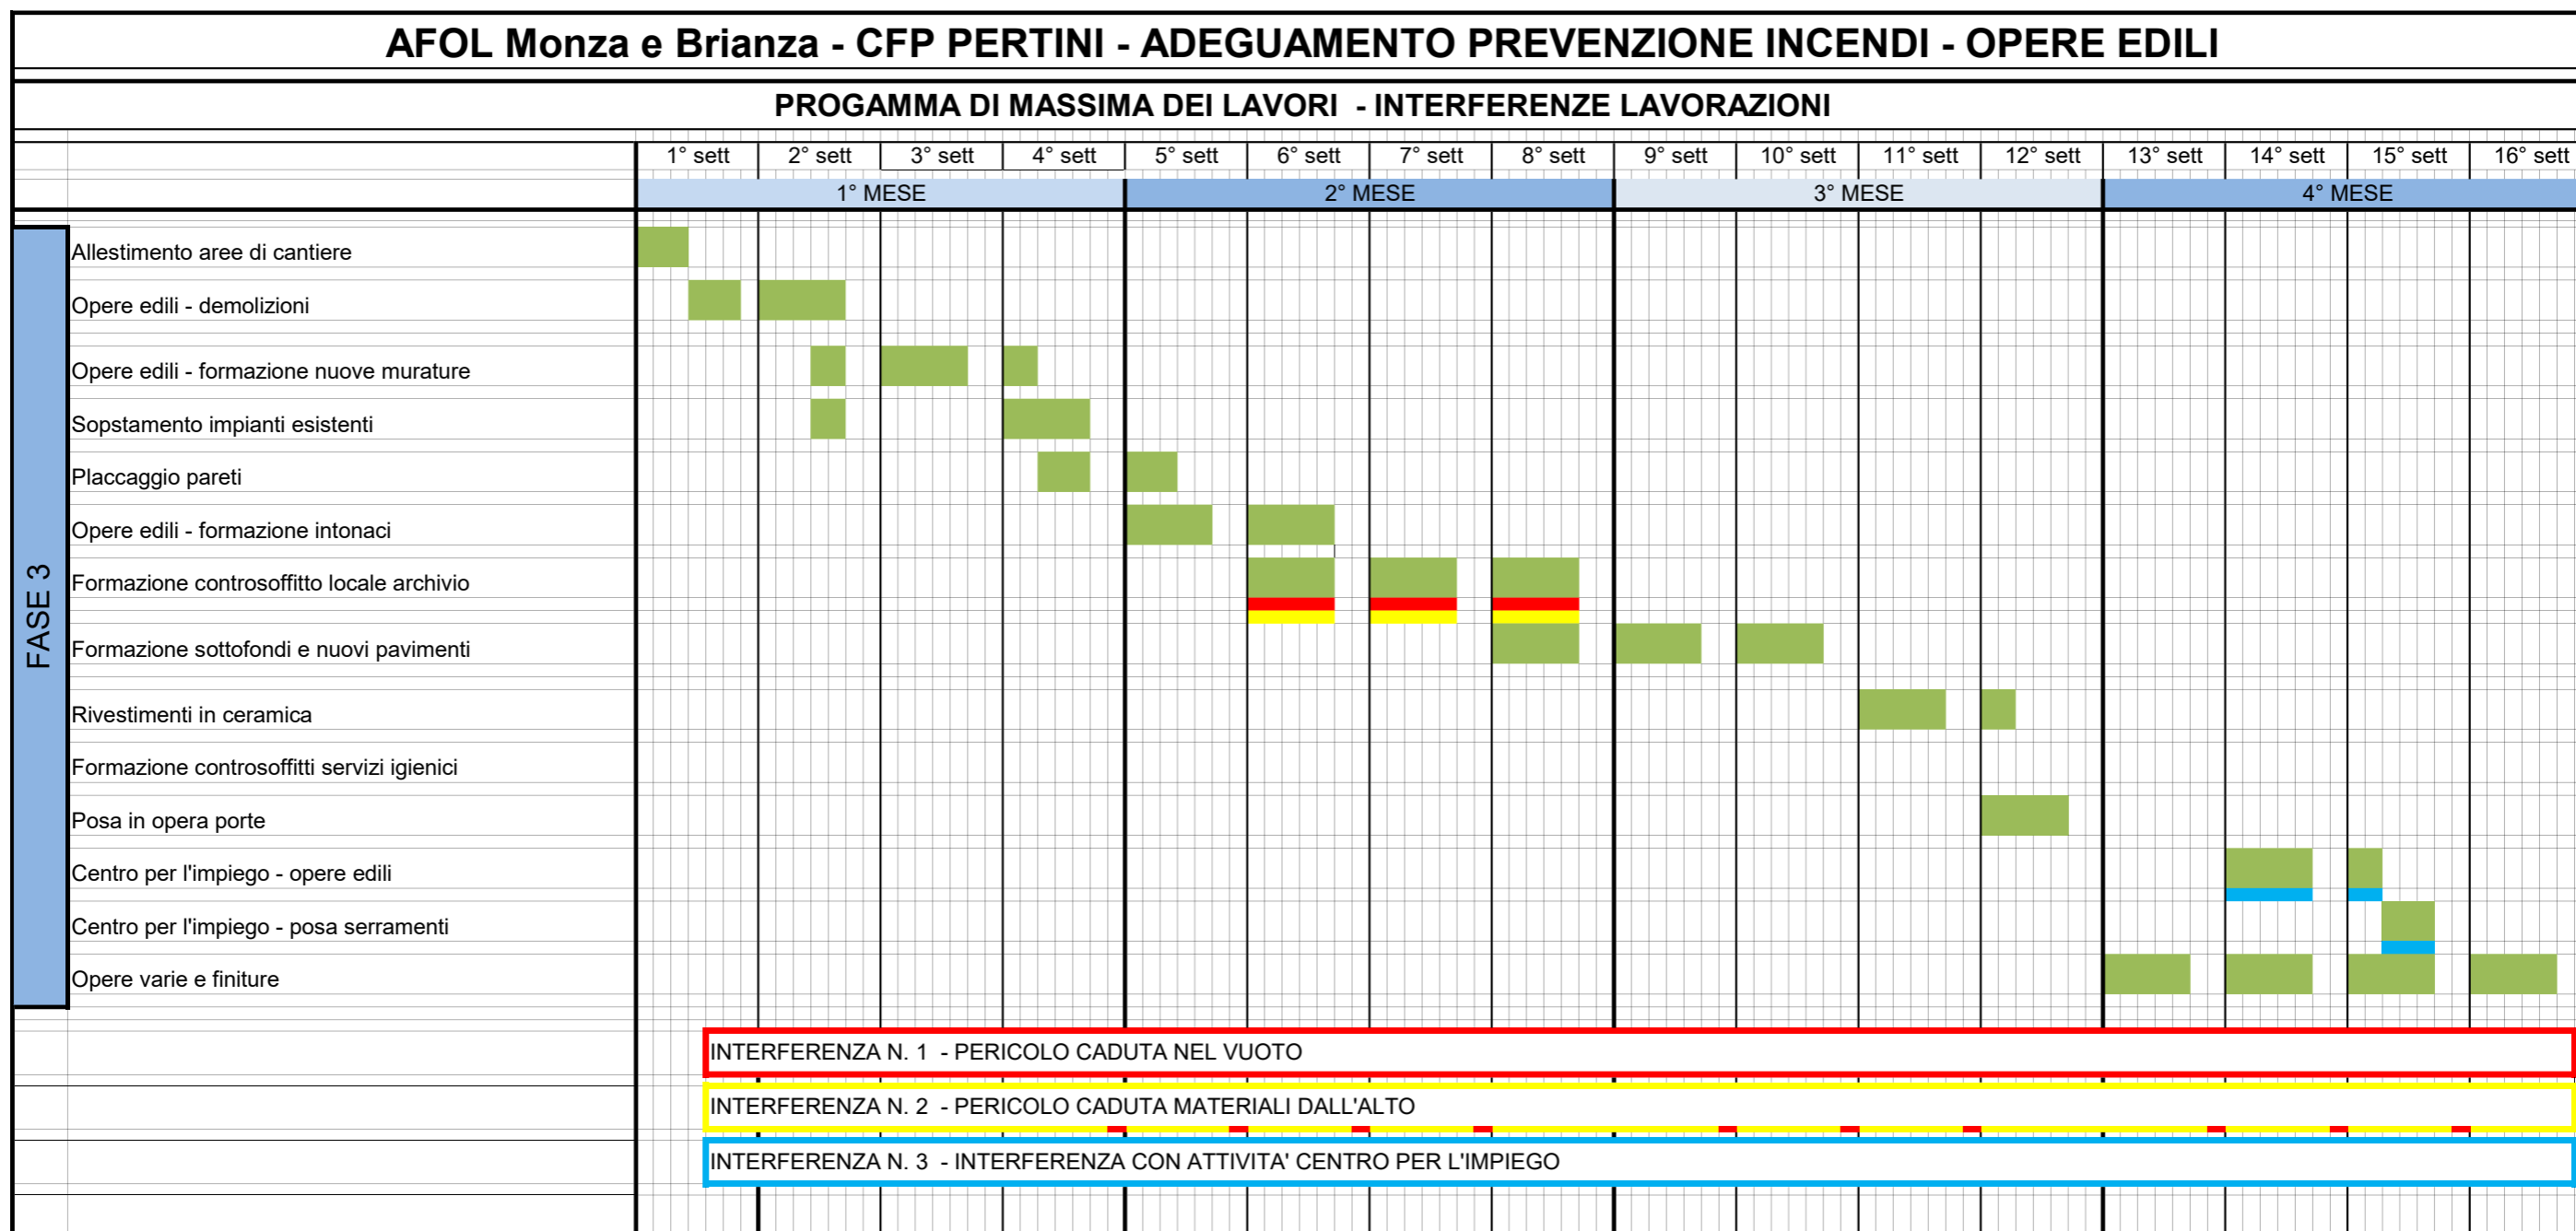 AFOL Monza e Brianza - CFP PERTINI - ADEGUAMENTO PREVENZIONE INCENDI - OPERE EDILI
PROGAMMA DI MASSIMA DEI LAVORI - INTERFERENZE LAVORAZIONI
1° sett 2° sett 3° sett 4° sett 5° sett 6° sett 7° sett 8° sett 9° sett 10° sett 11° sett 12° sett 13° sett 14° sett 15° sett 16° sett
1° MESE 2° MESE 3° MESE 4° MESE
FASE 3
Allestimento aree di cantiere
Opere edili - demolizioni
Opere edili - formazione nuove murature
Sopstamento impianti esistenti
Placcaggio pareti
Opere edili - formazione intonaci
Formazione controsoffitto locale archivio
Formazione sottofondi e nuovi pavimenti
Rivestimenti in ceramica
Formazione controsoffitti servizi igienici
Posa in opera porte
Centro per l'impiego - opere edili
Centro per l'impiego - posa serramenti
Opere varie e finiture
INTERFERENZA N. 1 - PERICOLO CADUTA NEL VUOTO
INTERFERENZA N. 2 - PERICOLO CADUTA MATERIALI DALL'ALTO
INTERFERENZA N. 3 - INTERFERENZA CON ATTIVITA' CENTRO PER L'IMPIEGO